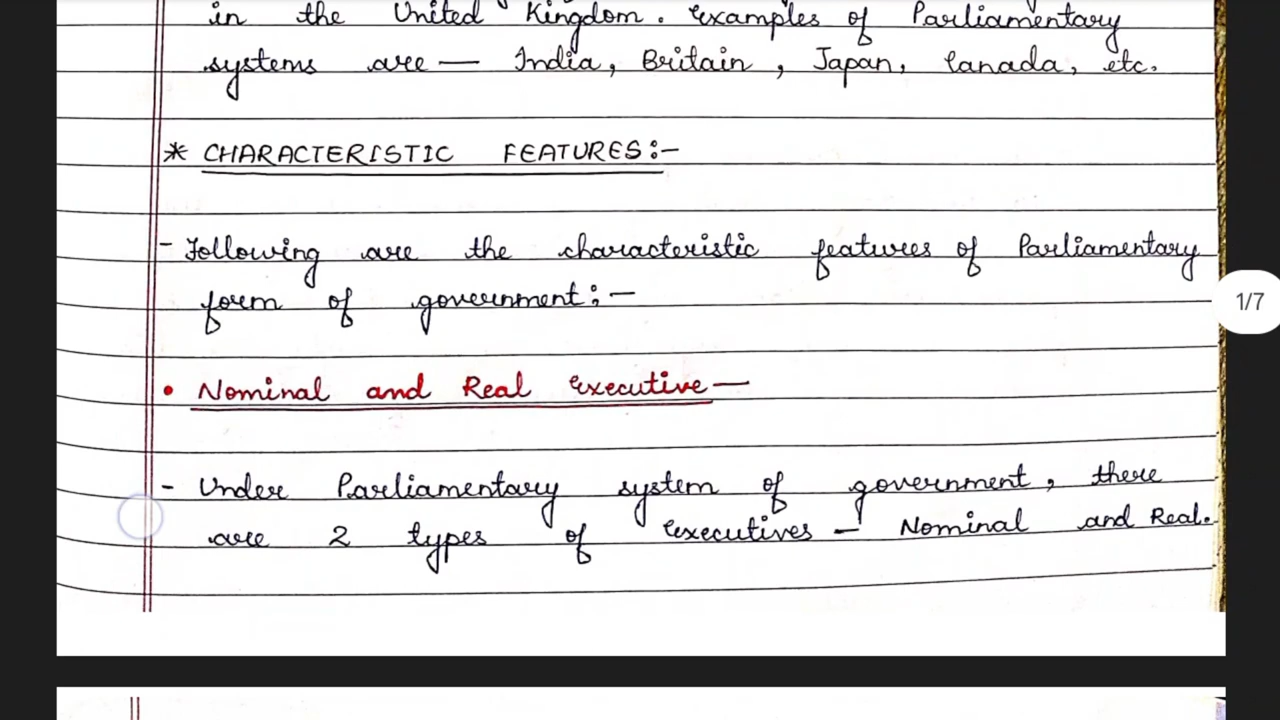 in the United Kingdom. Examples of Parliamentary
systems are — India, Britain, Japan, Canada, etc.
* CHARACTERISTIC FEATURES:-
- Following are the characteristic features of Parliamentary
form of government:-
• Nominal and Real Executive —
- Under Parliamentary system of government, there
are 2 types of executives — Nominal and Real.
1/7